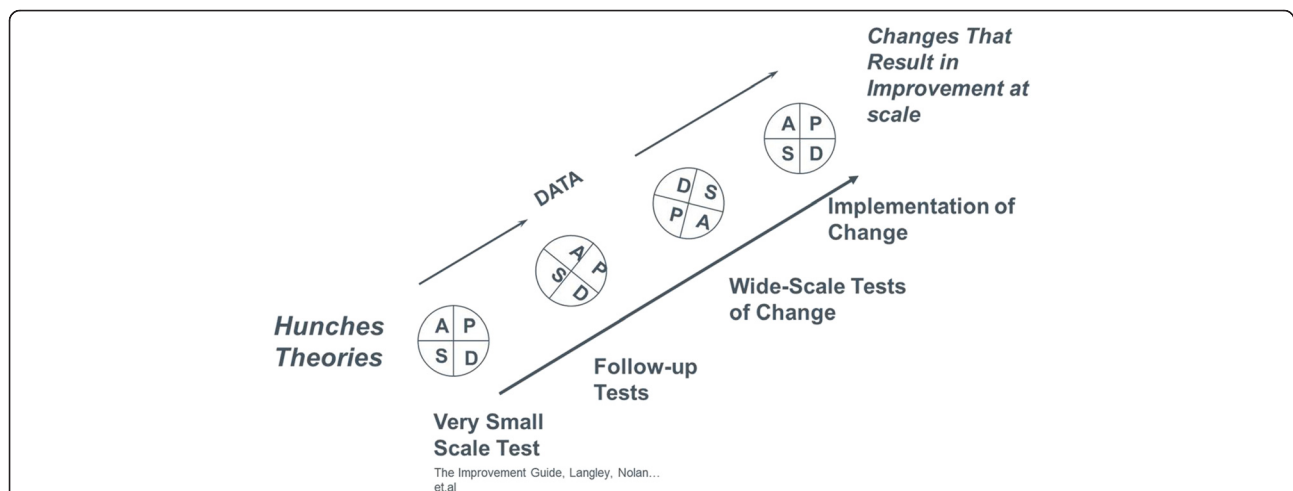 Changes That
Result in
Improvement at
scale
A P
S D
DATA
D S
P A
Implementation of
Change
A P
S D
Wide-Scale Tests
of Change
Hunches
Theories
A P
S D
Follow-up
Tests
Very Small
Scale Test
The Improvement Guide, Langley, Nolan…
et.al